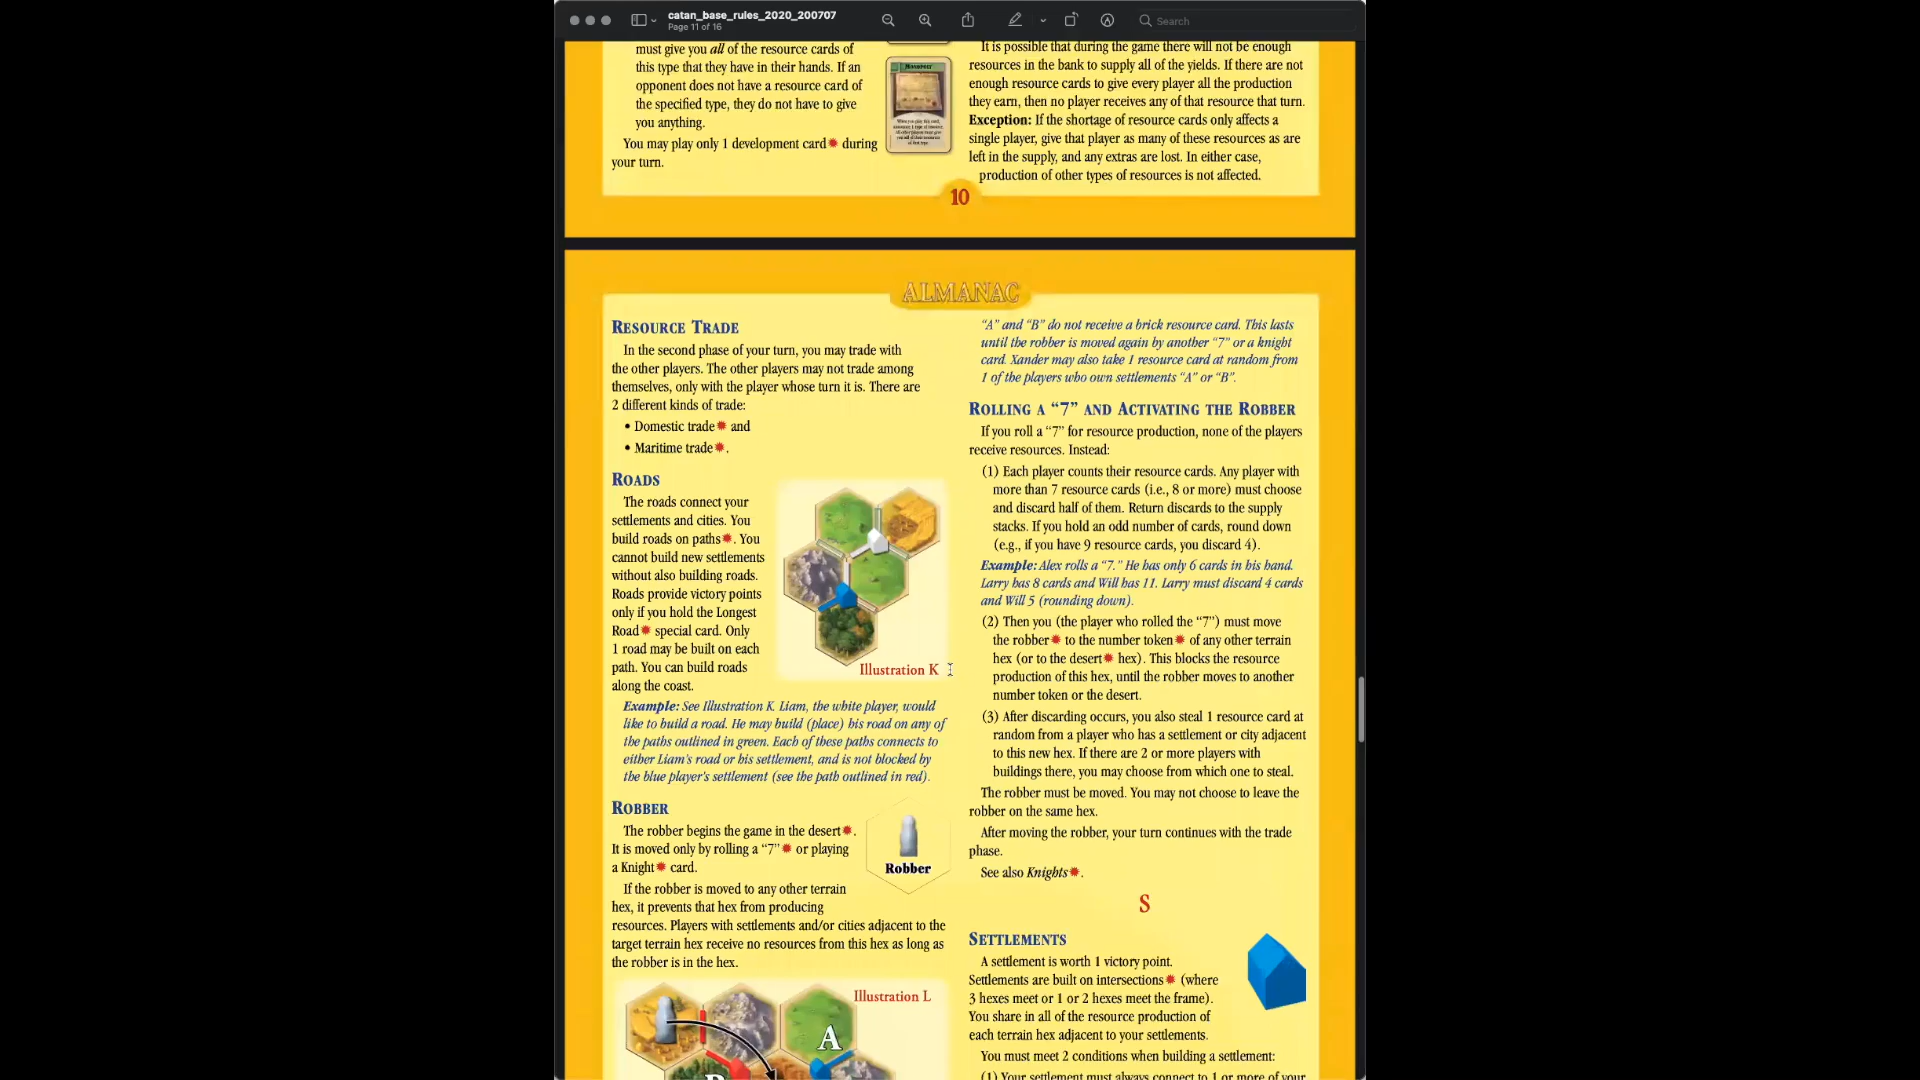 catan_base_rules_2020_200707
Page 11 of 16
Search
must give you all of the resource cards of
this type that they have in their hands. If an
opponent does not have a resource card of
the specified type, they do not have to give
you anything.
You may play only 1 development card✹ during
your turn.
Monopoly
It is possible that during the game there will not be enough
resources in the bank to supply all of the yields. If there are not
enough resource cards to give every player all the production
they earn, then no player receives any of that resource that turn.
Exception: If the shortage of resource cards only affects a
single player, give that player as many of these resources as are
left in the supply, and any extras are lost. In either case,
production of other types of resources is not affected.
10
ALMANAC
RESOURCE TRADE
In the second phase of your turn, you may trade with
the other players. The other players may not trade among
themselves, only with the player whose turn it is. There are
2 different kinds of trade:
• Domestic trade✹ and
• Maritime trade✹.
ROADS
The roads connect your
settlements and cities. You
build roads on paths✹. You
cannot build new settlements
without also building roads.
Roads provide victory points
only if you hold the Longest
Road✹ special card. Only
1 road may be built on each
path. You can build roads
along the coast.
Illustration K
Example: See Illustration K. Liam, the white player, would
like to build a road. He may build (place) his road on any of
the paths outlined in green. Each of these paths connects to
either Liam's road or his settlement, and is not blocked by
the blue player's settlement (see the path outlined in red).
ROBBER
The robber begins the game in the desert✹.
It is moved only by rolling a “7”✹ or playing
a Knight✹ card.
Robber
If the robber is moved to any other terrain
hex, it prevents that hex from producing
resources. Players with settlements and/or cities adjacent to the
target terrain hex receive no resources from this hex as long as
the robber is in the hex.
Illustration L
A
B
“A” and “B” do not receive a brick resource card. This lasts
until the robber is moved again by another “7” or a knight
card. Xander may also take 1 resource card at random from
1 of the players who own settlements “A” or “B”.
ROLLING A “7” AND ACTIVATING THE ROBBER
If you roll a “7” for resource production, none of the players
receive resources. Instead:
(1) Each player counts their resource cards. Any player with
more than 7 resource cards (i.e., 8 or more) must choose
and discard half of them. Return discards to the supply
stacks. If you hold an odd number of cards, round down
(e.g., if you have 9 resource cards, you discard 4).
Example: Alex rolls a “7.” He has only 6 cards in his hand.
Larry has 8 cards and Will has 11. Larry must discard 4 cards
and Will 5 (rounding down).
(2) Then you (the player who rolled the “7”) must move
the robber✹ to the number token✹ of any other terrain
hex (or to the desert✹ hex). This blocks the resource
production of this hex, until the robber moves to another
number token or the desert.
(3) After discarding occurs, you also steal 1 resource card at
random from a player who has a settlement or city adjacent
to this new hex. If there are 2 or more players with
buildings there, you may choose from which one to steal.
The robber must be moved. You may not choose to leave the
robber on the same hex.
After moving the robber, your turn continues with the trade
phase.
See also Knights✹.
S
SETTLEMENTS
A settlement is worth 1 victory point.
Settlements are built on intersections✹ (where
3 hexes meet or 1 or 2 hexes meet the frame).
You share in all of the resource production of
each terrain hex adjacent to your settlements.
You must meet 2 conditions when building a settlement:
(1) Your settlement must always connect to 1 or more of your